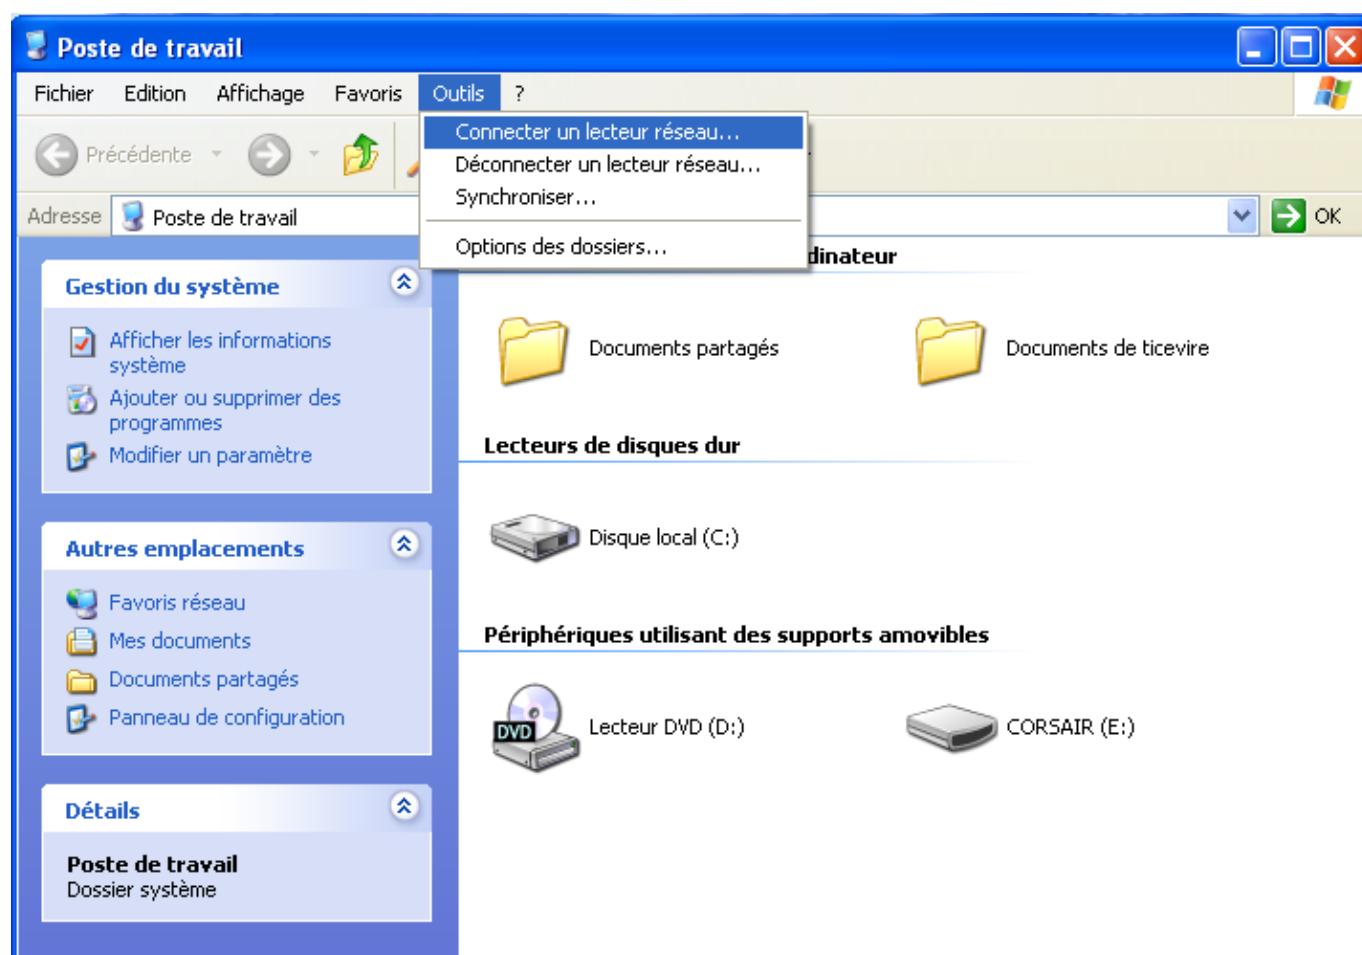 Poste de travail
Fichier Edition Affichage Favoris Outils ?
Connecter un lecteur réseau...
Déconnecter un lecteur réseau...
Synchroniser...
Options des dossiers...
Précédente
Adresse Poste de travail OK
dinateur
Gestion du système
Afficher les informations
système
Ajouter ou supprimer des
programmes
Modifier un paramètre
Autres emplacements
Favoris réseau
Mes documents
Documents partagés
Panneau de configuration
Détails
Poste de travail
Dossier système
Documents partagés
Documents de ticevire
Lecteurs de disques dur
Disque local (C:)
Périphériques utilisant des supports amovibles
DVD
Lecteur DVD (D:)
CORSAIR (E:)